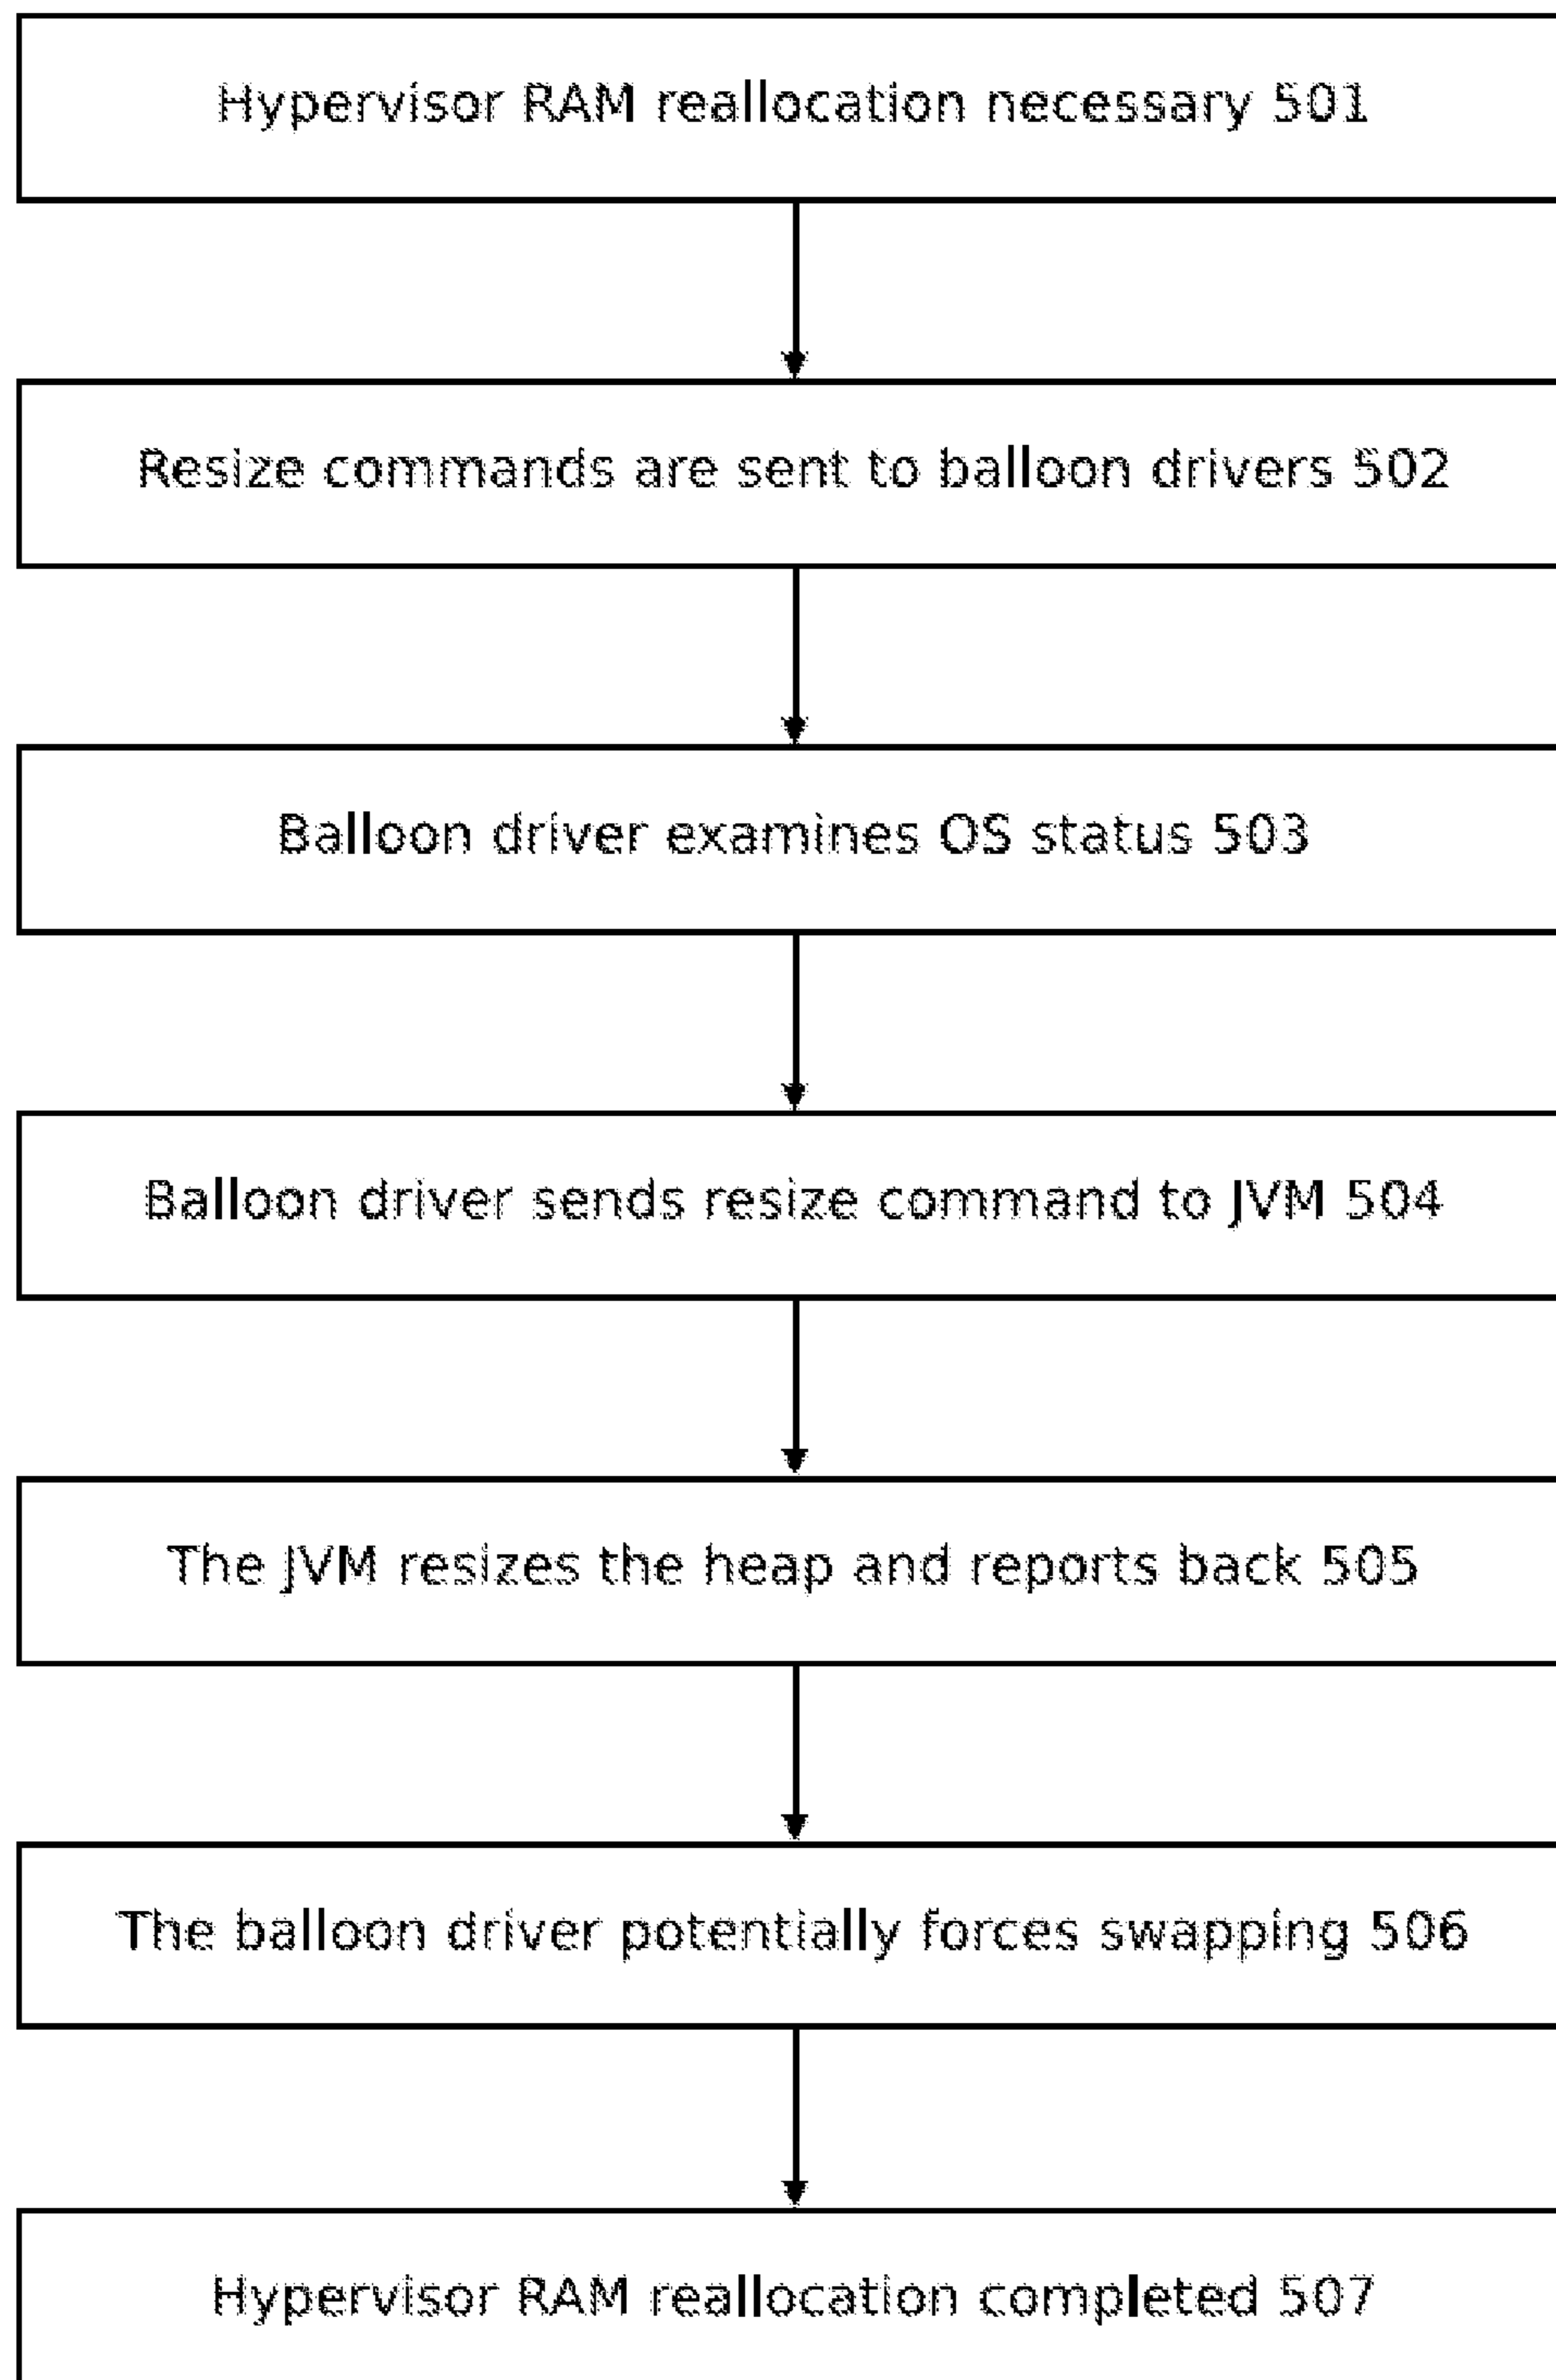 Hypervisor RAM reallocation necessary 501
Resize commands are sent to balloon drivers 502
Balloon driver examines OS status 503
Balloon driver sends resize command to JVM 504
The JVM resizes the heap and reports back 505
The balloon driver potentially forces swapping 506
Hypervisor RAM reallocation completed 507